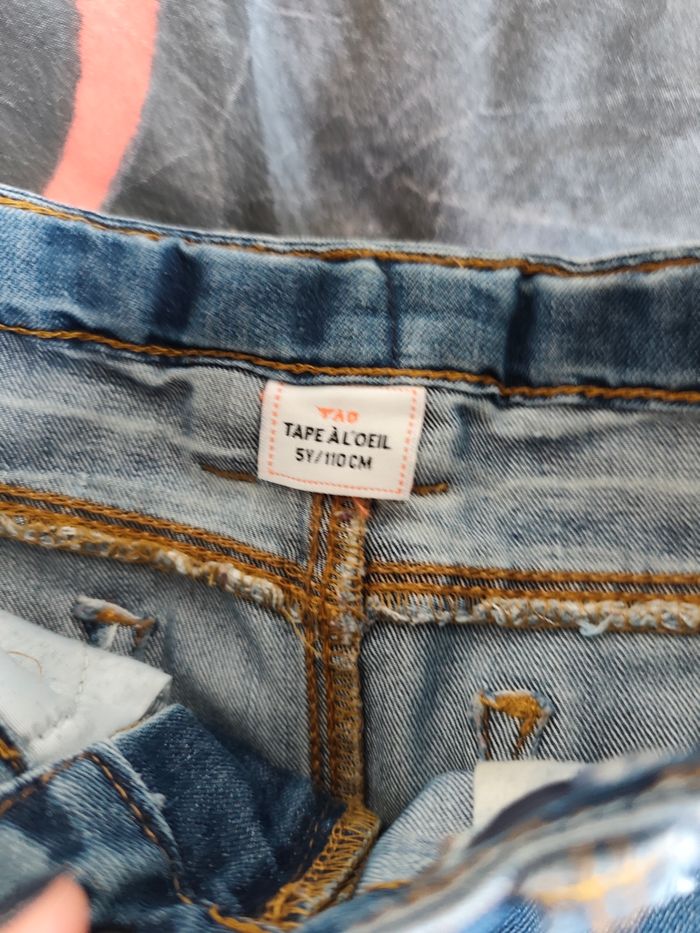 TAO
TAPE À L'OEIL
5Y/110CM